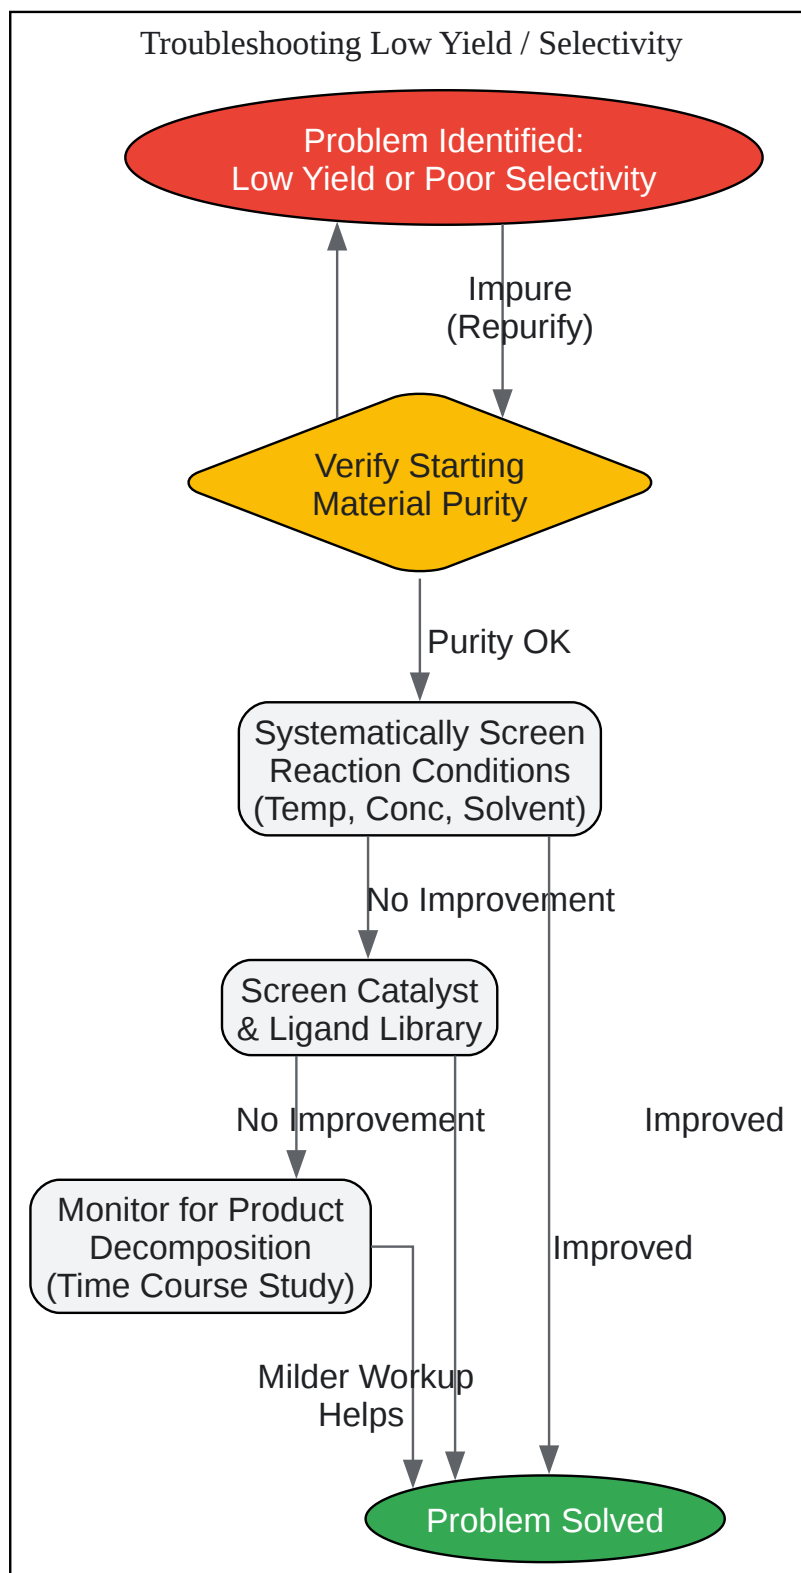 Troubleshooting Low Yield / Selectivity
Problem Identified:
Low Yield or Poor Selectivity
Impure
(Repurify)
Verify Starting
Material Purity
Purity OK
Systematically Screen
Reaction Conditions
(Temp, Conc, Solvent)
No Improvement
Screen Catalyst
& Ligand Library
No Improvement
Improved
Monitor for Product
Decomposition
(Time Course Study)
Improved
Milder Workup
Helps
Problem Solved